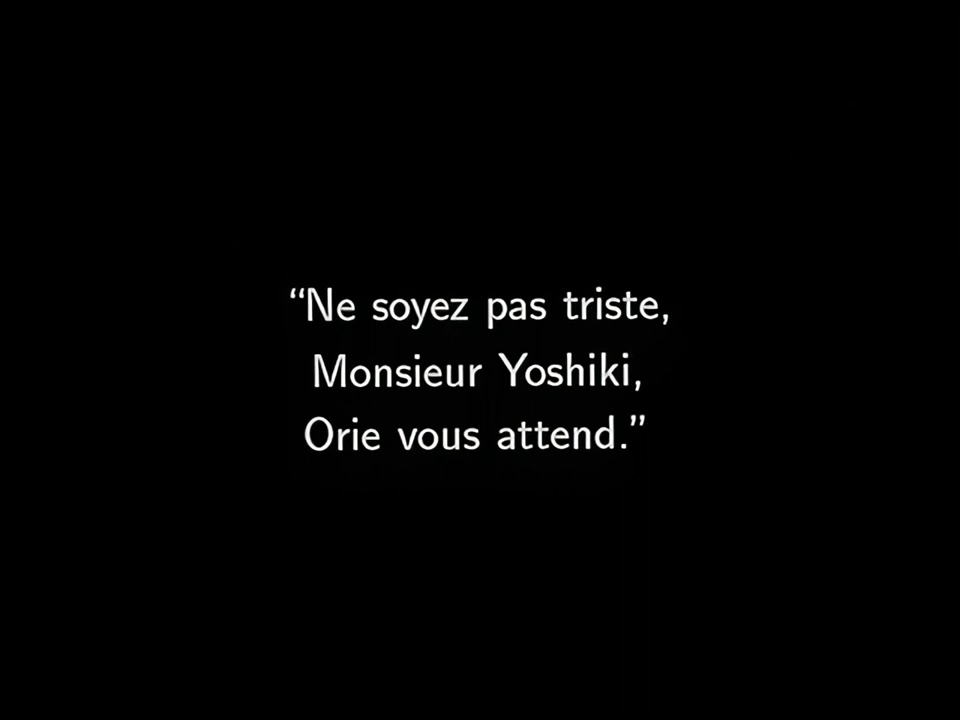 “Ne soyez pas triste,
Monsieur Yoshiki,
Orie vous attend.”